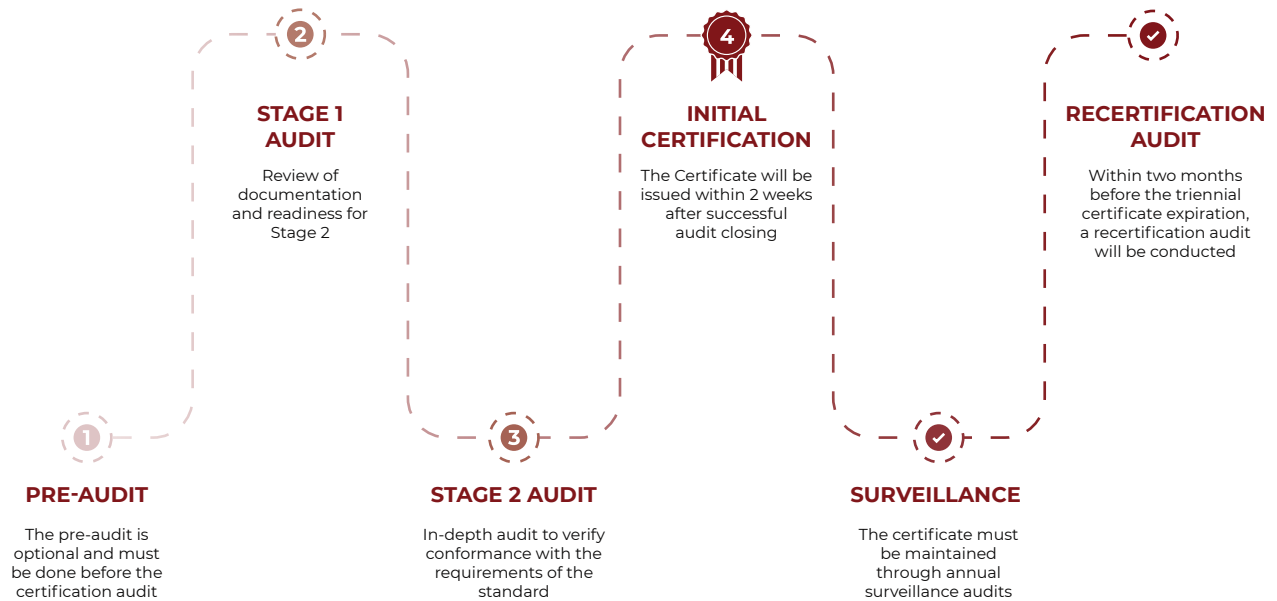 1
PRE-AUDIT
The pre-audit is
optional and must
be done before the
certification audit
2
STAGE 1
AUDIT
Review of
documentation
and readiness for
Stage 2
3
STAGE 2 AUDIT
In-depth audit to verify
conformance with the
requirements of the
standard
4
INITIAL
CERTIFICATION
The Certificate will be
issued within 2 weeks
after successful
audit closing
SURVEILLANCE
The certificate must
be maintained
through annual
surveillance audits
RECERTIFICATION
AUDIT
Within two months
before the triennial
certificate expiration,
a recertification audit
will be conducted